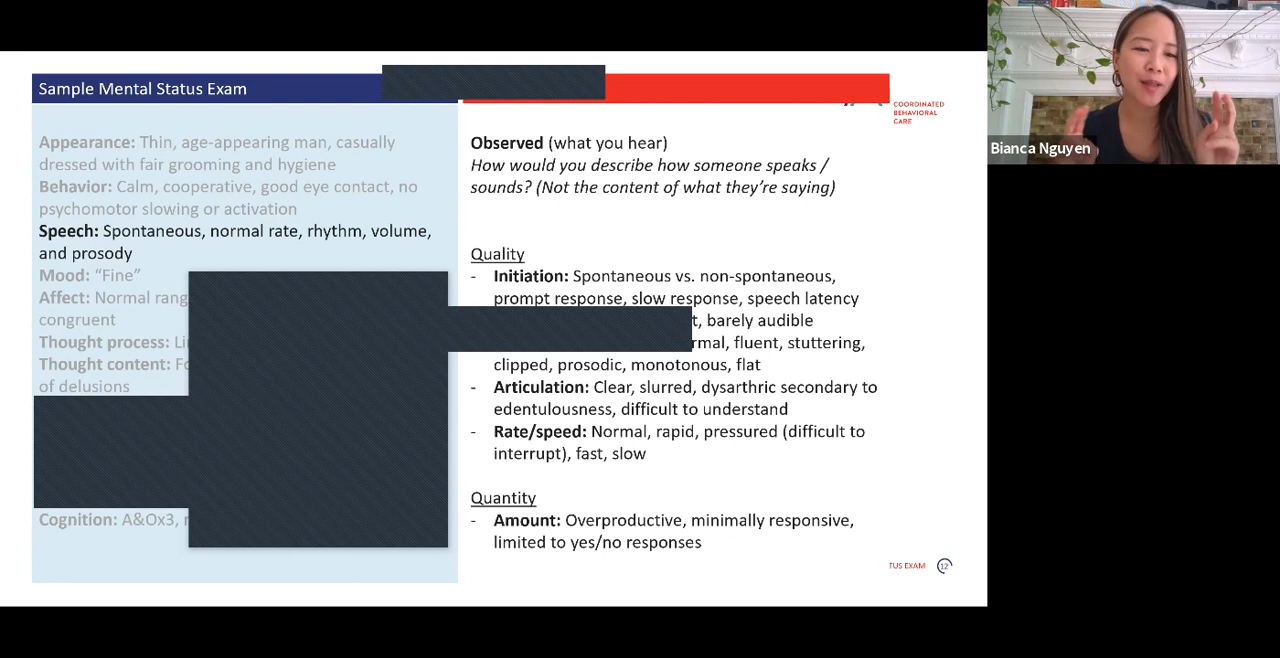 Sample Mental Status Exam
Appearance: Thin, age-appearing man, casually
dressed with fair grooming and hygiene
Behavior: Calm, cooperative, good eye contact, no
psychomotor slowing or activation
Speech: Spontaneous, normal rate, rhythm, volume,
and prosody
Mood: “Fine”
Affect: Normal
congruent
Thought process:
Thought content:
of delusions
Cognition: A&Ox3,
COORDINATED
BEHAVIORAL
CARE
Observed (what you hear)
How would you describe how someone speaks /
sounds? (Not the content of what they’re saying)
Quality
- Initiation: Spontaneous vs. non-spontaneous,
prompt response, slow response, speech latency
barely audible
fluent, stuttering,
clipped, prosodic, monotonous, flat
- Articulation: Clear, slurred, dysarthric secondary to
edentulousness, difficult to understand
- Rate/speed: Normal, rapid, pressured (difficult to
interrupt), fast, slow
Quantity
- Amount: Overproductive, minimally responsive,
limited to yes/no responses
EXAM 12
Bianca Nguyen